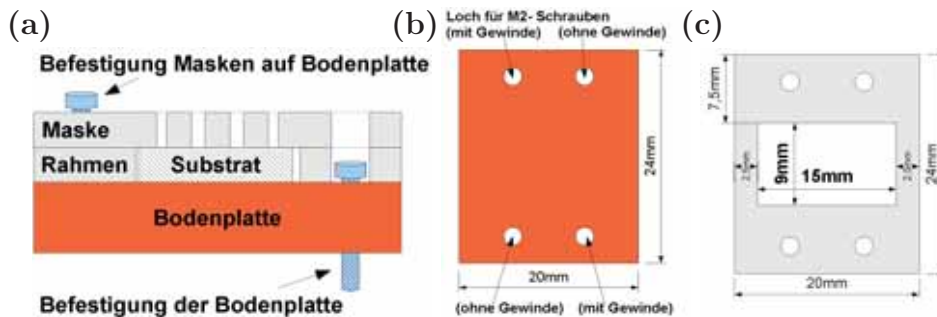 (a)
Befestigung Masken auf Bodenplatte
Maske
Rahmen
Substrat
Bodenplatte
Befestigung der Bodenplatte
(b)
Loch für M2- Schrauben
(mit Gewinde)
(ohne Gewinde)
24mm
20mm
(ohne Gewinde)
(mit Gewinde)
(c)
7,5mm
9mm
15mm
24mm
20mm